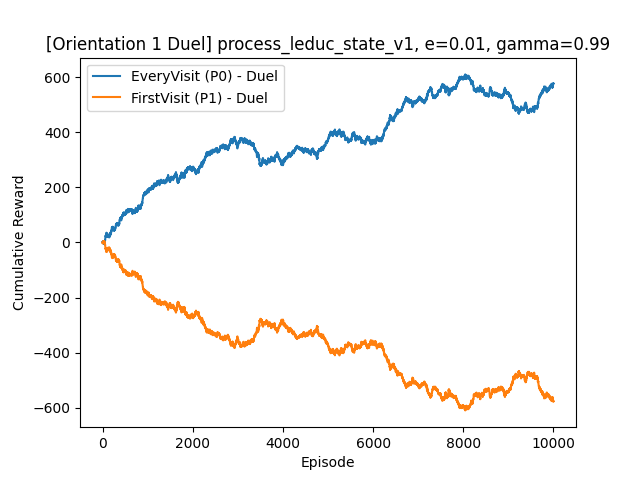 [Orientation 1 Duel] process_leduc_state_v1, e=0.01, gamma=0.99
EveryVisit (P0) - Duel
FirstVisit (P1) - Duel
Cumulative Reward
600
400
200
0
−200
−400
−600
0 2000 4000 6000 8000 10000
Episode